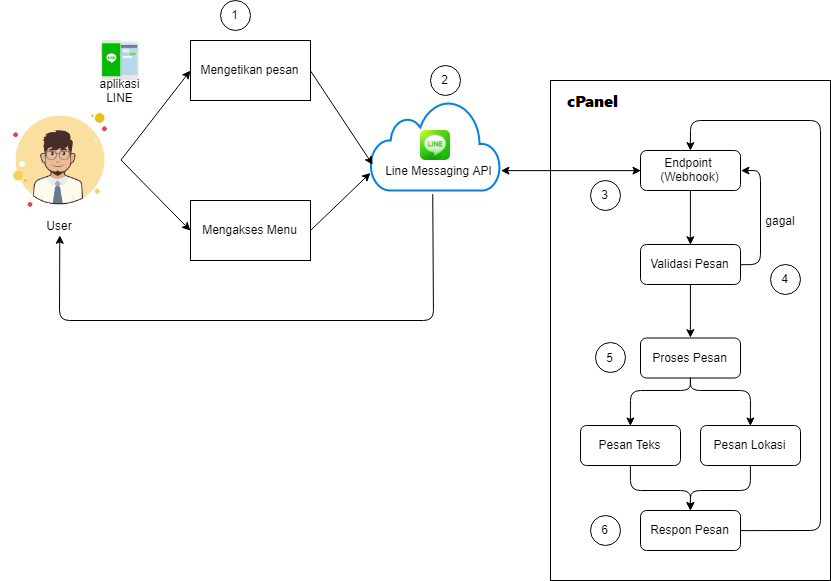 1
aplikasi
LINE
User
Mengetikan pesan
Mengakses Menu
2
LINE
Line Messaging API
cPanel
3
Endpoint
(Webhook)
gagal
Validasi Pesan
4
5
Proses Pesan
Pesan Teks
Pesan Lokasi
6
Respon Pesan